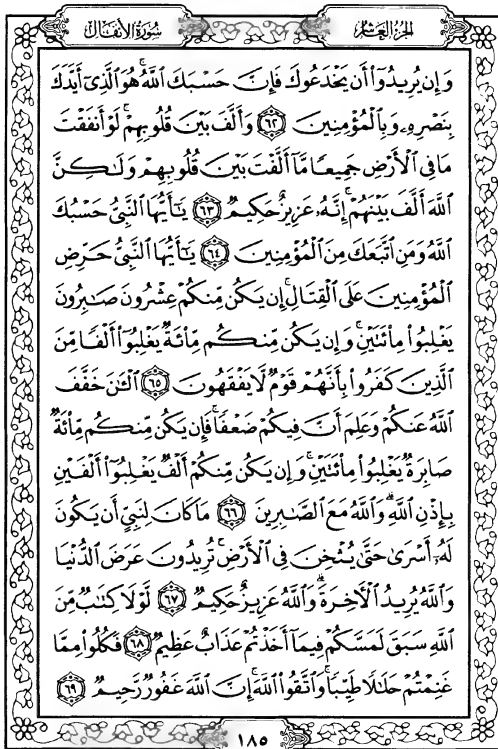 الجزء العاشر
سورة الأنفال
وَإِن يُرِيدُوٓا۟ أَن يَخْدَعُوكَ فَإِنَّ حَسْبَكَ ٱللَّهُ ۚ هُوَ ٱلَّذِىٓ أَيَّدَكَ
بِنَصْرِهِۦ وَبِٱلْمُؤْمِنِينَ ٦٢ وَأَلَّفَ بَيْنَ قُلُوبِهِمْ ۚ لَوْ أَنفَقْتَ
مَا فِى ٱلْأَرْضِ جَمِيعًا مَّآ أَلَّفْتَ بَيْنَ قُلُوبِهِمْ وَلَـٰكِنَّ
ٱللَّهَ أَلَّفَ بَيْنَهُمْ ۚ إِنَّهُۥ عَزِيزٌ حَكِيمٌ ٦٣ يَـٰٓأَيُّهَا ٱلنَّبِىُّ حَسْبُكَ
ٱللَّهُ وَمَنِ ٱتَّبَعَكَ مِنَ ٱلْمُؤْمِنِينَ ٦٤ يَـٰٓأَيُّهَا ٱلنَّبِىُّ حَرِّضِ
ٱلْمُؤْمِنِينَ عَلَى ٱلْقِتَالِ ۚ إِن يَكُن مِّنكُمْ عِشْرُونَ صَـٰبِرُونَ
يَغْلِبُوا۟ مِا۟ئَتَيْنِ ۚ وَإِن يَكُن مِّنكُم مِّا۟ئَةٌ يَغْلِبُوٓا۟ أَلْفًا مِّنَ
ٱلَّذِينَ كَفَرُوا۟ بِأَنَّهُمْ قَوْمٌ لَّا يَفْقَهُونَ ٦٥ ٱلْـَٔـٰنَ خَفَّفَ
ٱللَّهُ عَنكُمْ وَعَلِمَ أَنَّ فِيكُمْ ضَعْفًا ۚ فَإِن يَكُن مِّنكُم مِّا۟ئَةٌ
صَابِرَةٌ يَغْلِبُوا۟ مِا۟ئَتَيْنِ ۚ وَإِن يَكُن مِّنكُمْ أَلْفٌ يَغْلِبُوٓا۟ أَلْفَيْنِ
بِإِذْنِ ٱللَّهِ ۗ وَٱللَّهُ مَعَ ٱلصَّـٰبِرِينَ ٦٦ مَا كَانَ لِنَبِىٍّ أَن يَكُونَ
لَهُۥٓ أَسْرَىٰ حَتَّىٰ يُثْخِنَ فِى ٱلْأَرْضِ ۚ تُرِيدُونَ عَرَضَ ٱلدُّنْيَا
وَٱللَّهُ يُرِيدُ ٱلْـَٔاخِرَةَ ۗ وَٱللَّهُ عَزِيزٌ حَكِيمٌ ٦٧ لَّوْلَا كِتَـٰبٌ مِّنَ
ٱللَّهِ سَبَقَ لَمَسَّكُمْ فِيمَآ أَخَذْتُمْ عَذَابٌ عَظِيمٌ ٦٨ فَكُلُوا۟ مِمَّا
غَنِمْتُمْ حَلَـٰلًا طَيِّبًا ۚ وَٱتَّقُوا۟ ٱللَّهَ ۚ إِنَّ ٱللَّهَ غَفُورٌ رَّحِيمٌ ٦٩
١٨٥